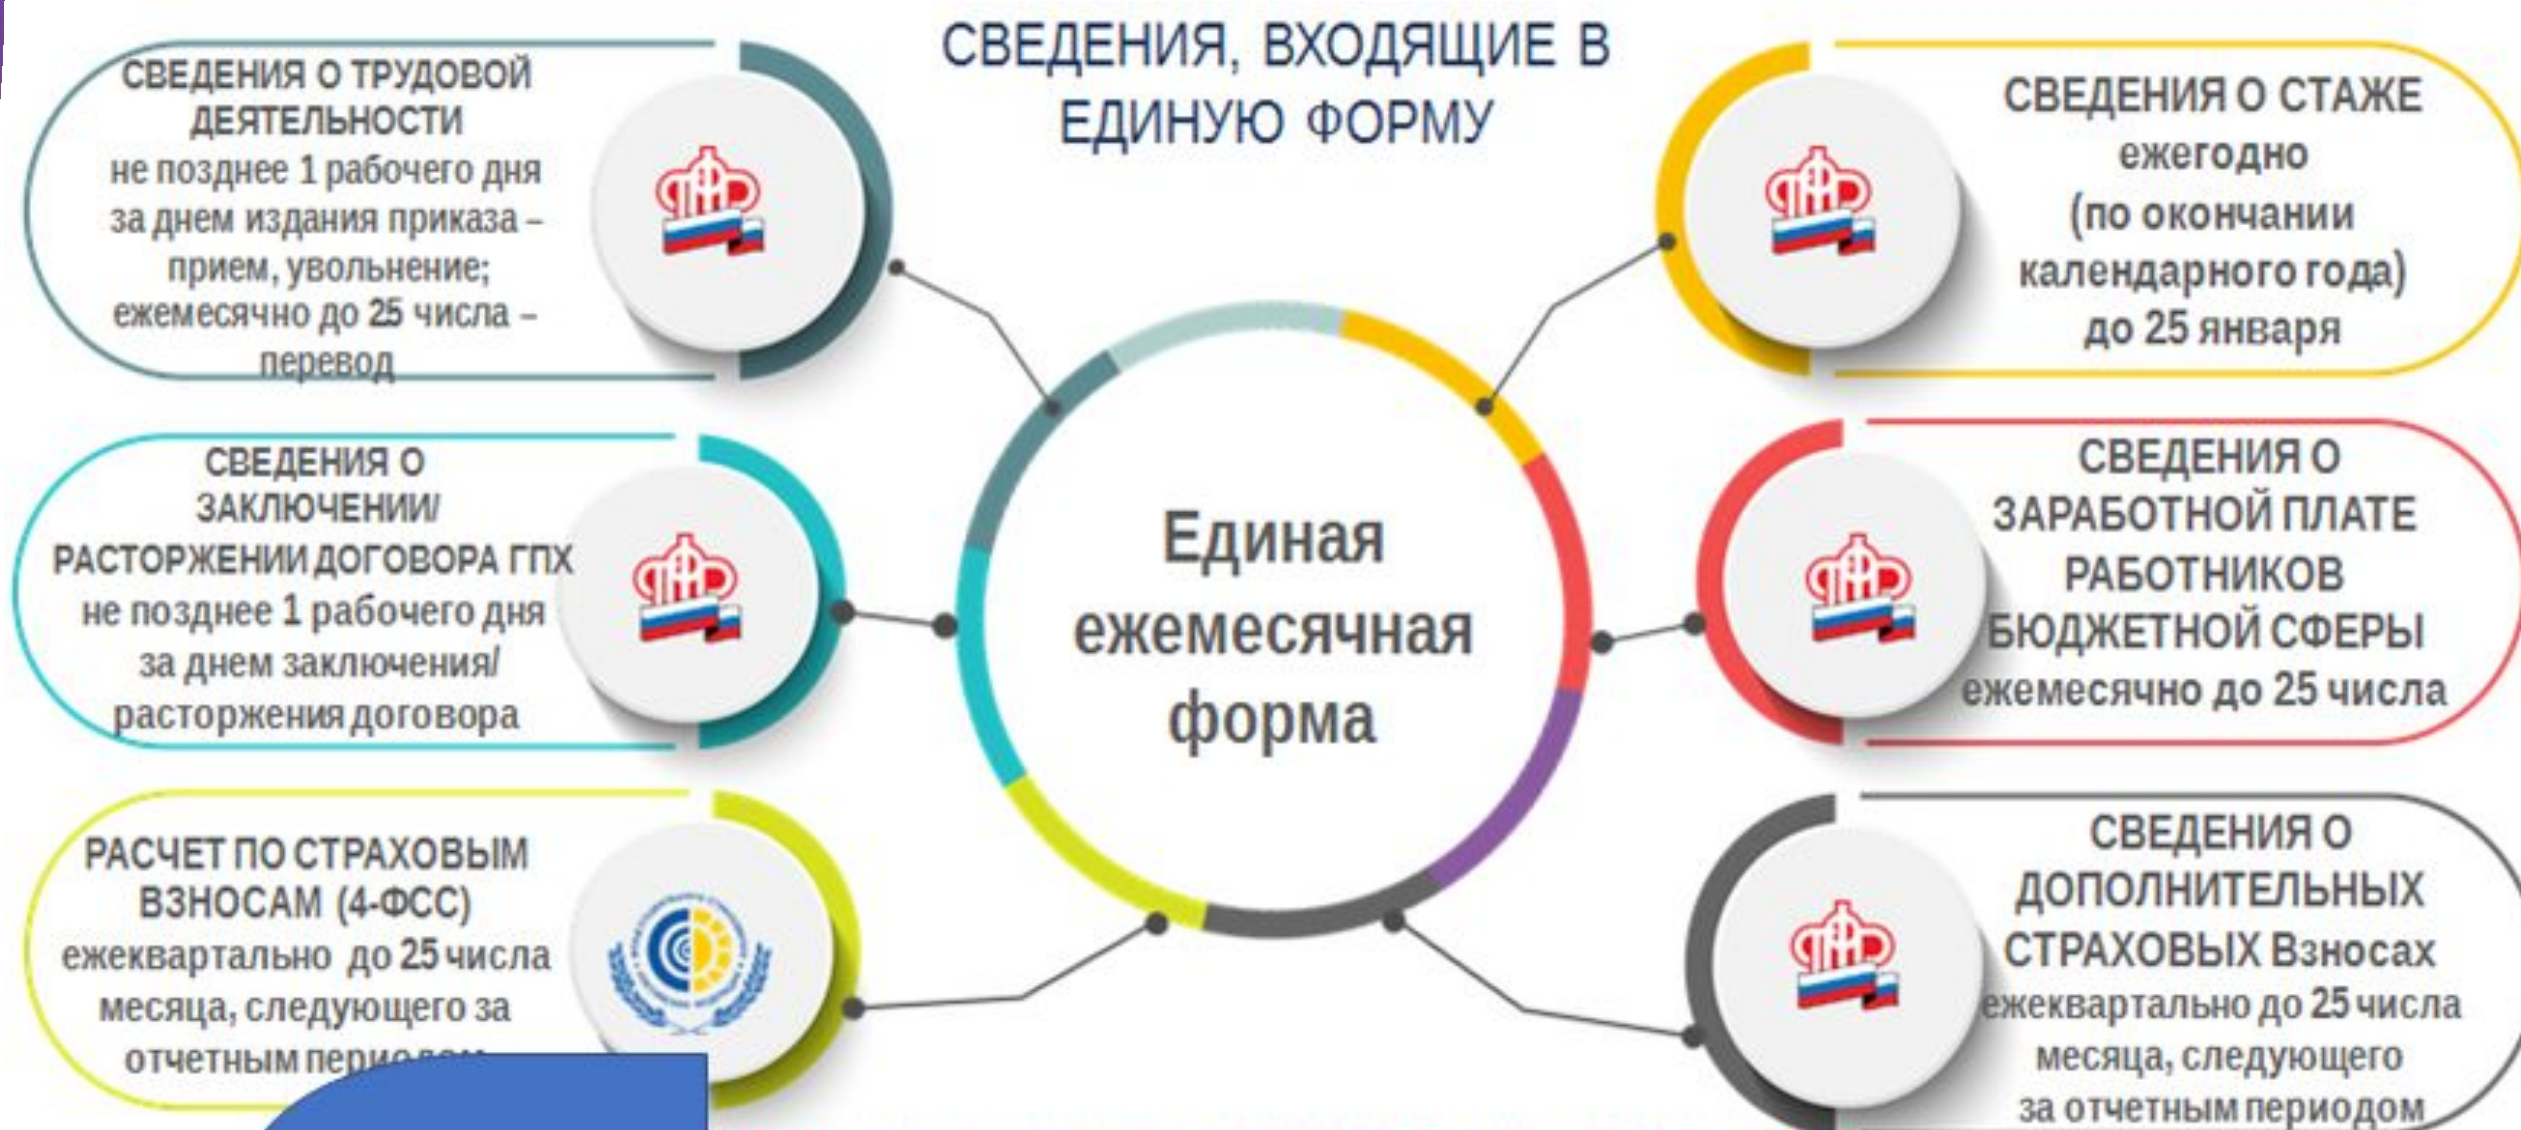 СВЕДЕНИЯ, ВХОДЯЩИЕ В
ЕДИНУЮ ФОРМУ
СВЕДЕНИЯ О ТРУДОВОЙ
ДЕЯТЕЛЬНОСТИ
не позднее 1 рабочего дня
за днем издания приказа –
прием, увольнение;
ежемесячно до 25 числа –
перевод
СВЕДЕНИЯ О
ЗАКЛЮЧЕНИИ/
РАСТОРЖЕНИИ ДОГОВОРА ГПХ
не позднее 1 рабочего дня
за днем заключения/
расторжения договора
РАСЧЕТ ПО СТРАХОВЫМ
ВЗНОСАМ (4-ФСС)
ежеквартально до 25 числа
месяца, следующего за
отчетным периодом
Единая
ежемесячная
форма
СВЕДЕНИЯ О СТАЖЕ
ежегодно
(по окончании
календарного года)
до 25 января
СВЕДЕНИЯ О
ЗАРАБОТНОЙ ПЛАТЕ
РАБОТНИКОВ
БЮДЖЕТНОЙ СФЕРЫ
ежемесячно до 25 числа
СВЕДЕНИЯ О
ДОПОЛНИТЕЛЬНЫХ
СТРАХОВЫХ Взносах
ежеквартально до 25 числа
месяца, следующего
за отчетным периодом